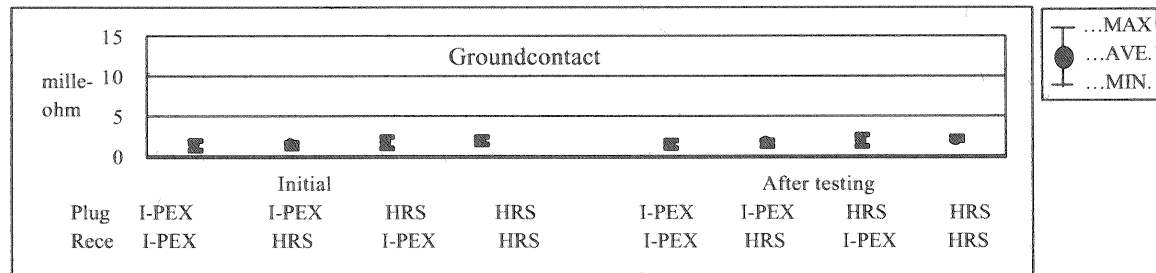 15
Groundcontact
10
mille-
ohm
5
0
Initial After testing
Plug I-PEX I-PEX HRS HRS I-PEX I-PEX HRS HRS
Rece I-PEX HRS I-PEX HRS I-PEX HRS I-PEX HRS
...MAX
...AVE.
...MIN.